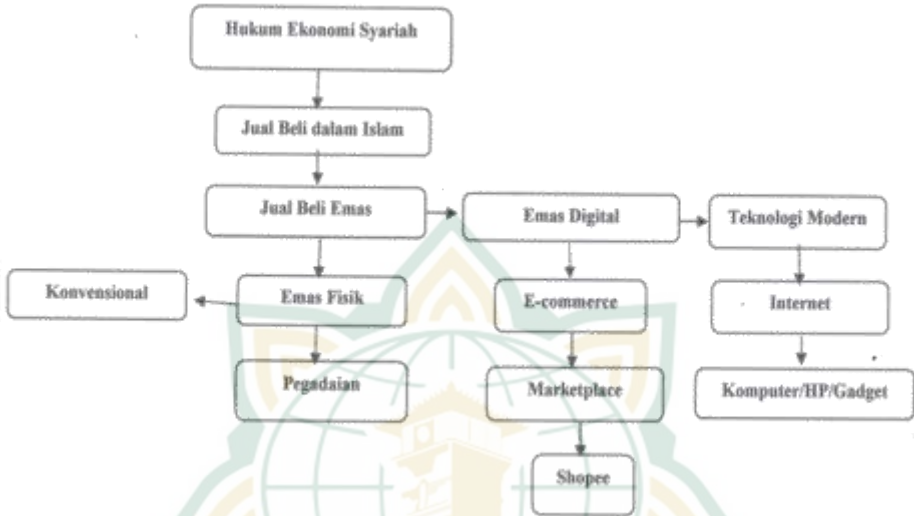 Hukum Ekonomi Syariah
Jual Beli dalam Islam
Jual Beli Emas
Emas Digital
Teknologi Modern
Konvensional
Emas Fisik
E-commerce
Internet
Pegadaian
Marketplace
Komputer/HP/Gadget
Shopee